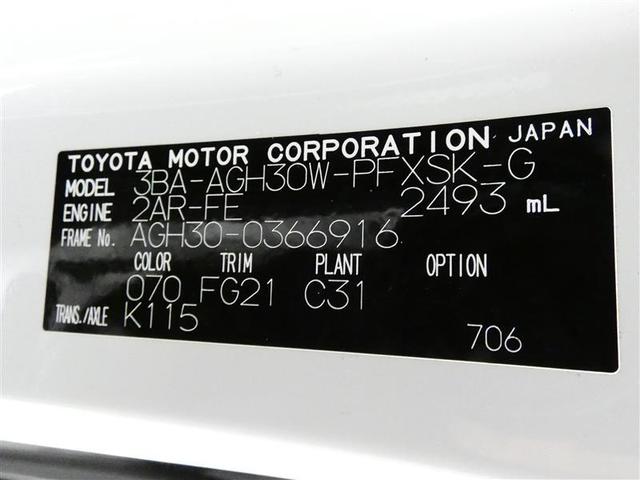 TOYOTA MOTOR CORPORATION JAPAN
MODEL 3BA-AGH30W-PFXSK-G
ENGINE 2AR-FE 2493 mL
FRAME No. AGH30-0366916
COLOR TRIM PLANT OPTION
070 FG21 C31
TRANS./AXLE K115
706